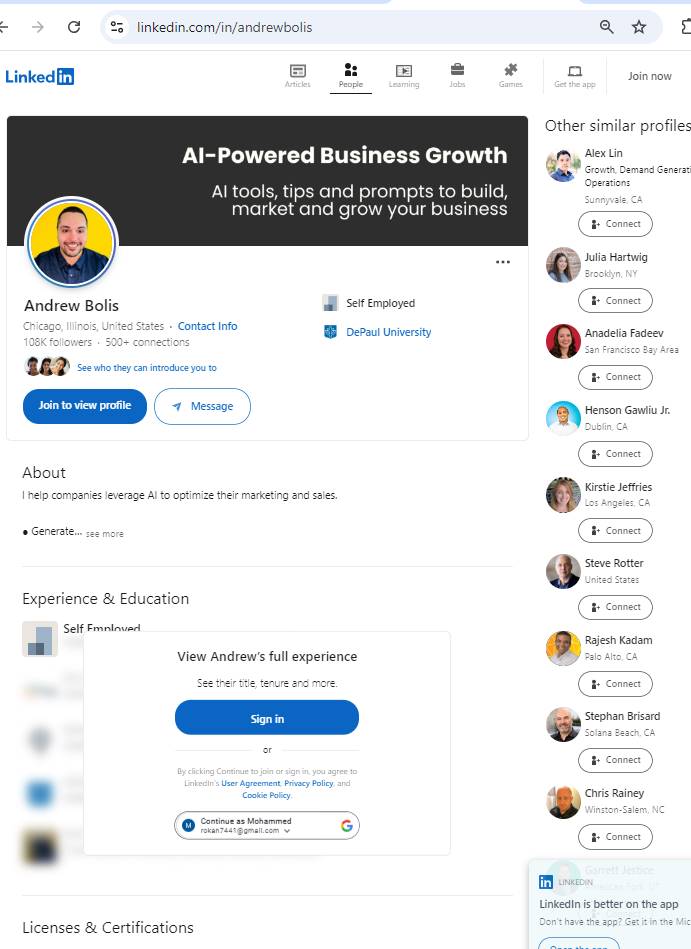 linkedin.com/in/andrewbolis
Linked in
Articles
People
Learning
Jobs
Games
Get the app
Join now
AI-Powered Business Growth
AI tools, tips and prompts to build,
market and grow your business
Andrew Bolis
Chicago, Illinois, United States · Contact Info
108K followers · 500+ connections
See who they can introduce you to
Join to view profile
Message
Self Employed
DePaul University
About
I help companies leverage AI to optimize their marketing and sales.
● Generate... see more
Experience & Education
Self Employed
View Andrew’s full experience
See their title, tenure and more.
Sign in
or
By clicking Continue to join or sign in, you agree to
LinkedIn’s User Agreement, Privacy Policy, and
Cookie Policy.
Continue as Mohammed
rokan7441@gmail.com
Licenses & Certifications
Other similar profiles
Alex Lin
Growth, Demand Generati
Operations
Sunnyvale, CA
Connect
Julia Hartwig
Brooklyn, NY
Connect
Anadelia Fadeev
San Francisco Bay Area
Connect
Henson Gawliu Jr.
Dublin, CA
Connect
Kirstie Jeffries
Los Angeles, CA
Connect
Steve Rotter
United States
Connect
Rajesh Kadam
Palo Alto, CA
Connect
Stephan Brisard
Solana Beach, CA
Connect
Chris Rainey
Winston-Salem, NC
Connect
Garrett Jestice
American Fork, UT
in LINKEDIN
LinkedIn is better on the app
Don’t have the app? Get it in the Mic
Open the app